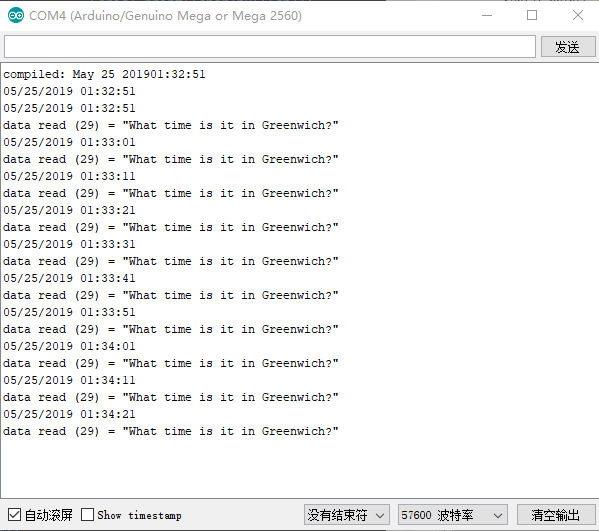 COM4 (Arduino/Genuino Mega or Mega 2560)
发送
compiled: May 25 201901:32:51
05/25/2019 01:32:51
05/25/2019 01:32:51
data read (29) = "What time is it in Greenwich?"
05/25/2019 01:33:01
data read (29) = "What time is it in Greenwich?"
05/25/2019 01:33:11
data read (29) = "What time is it in Greenwich?"
05/25/2019 01:33:21
data read (29) = "What time is it in Greenwich?"
05/25/2019 01:33:31
data read (29) = "What time is it in Greenwich?"
05/25/2019 01:33:41
data read (29) = "What time is it in Greenwich?"
05/25/2019 01:33:51
data read (29) = "What time is it in Greenwich?"
05/25/2019 01:34:01
data read (29) = "What time is it in Greenwich?"
05/25/2019 01:34:11
data read (29) = "What time is it in Greenwich?"
05/25/2019 01:34:21
data read (29) = "What time is it in Greenwich?"
自动滚屏 Show timestamp 没有结束符 57600 波特率 清空输出